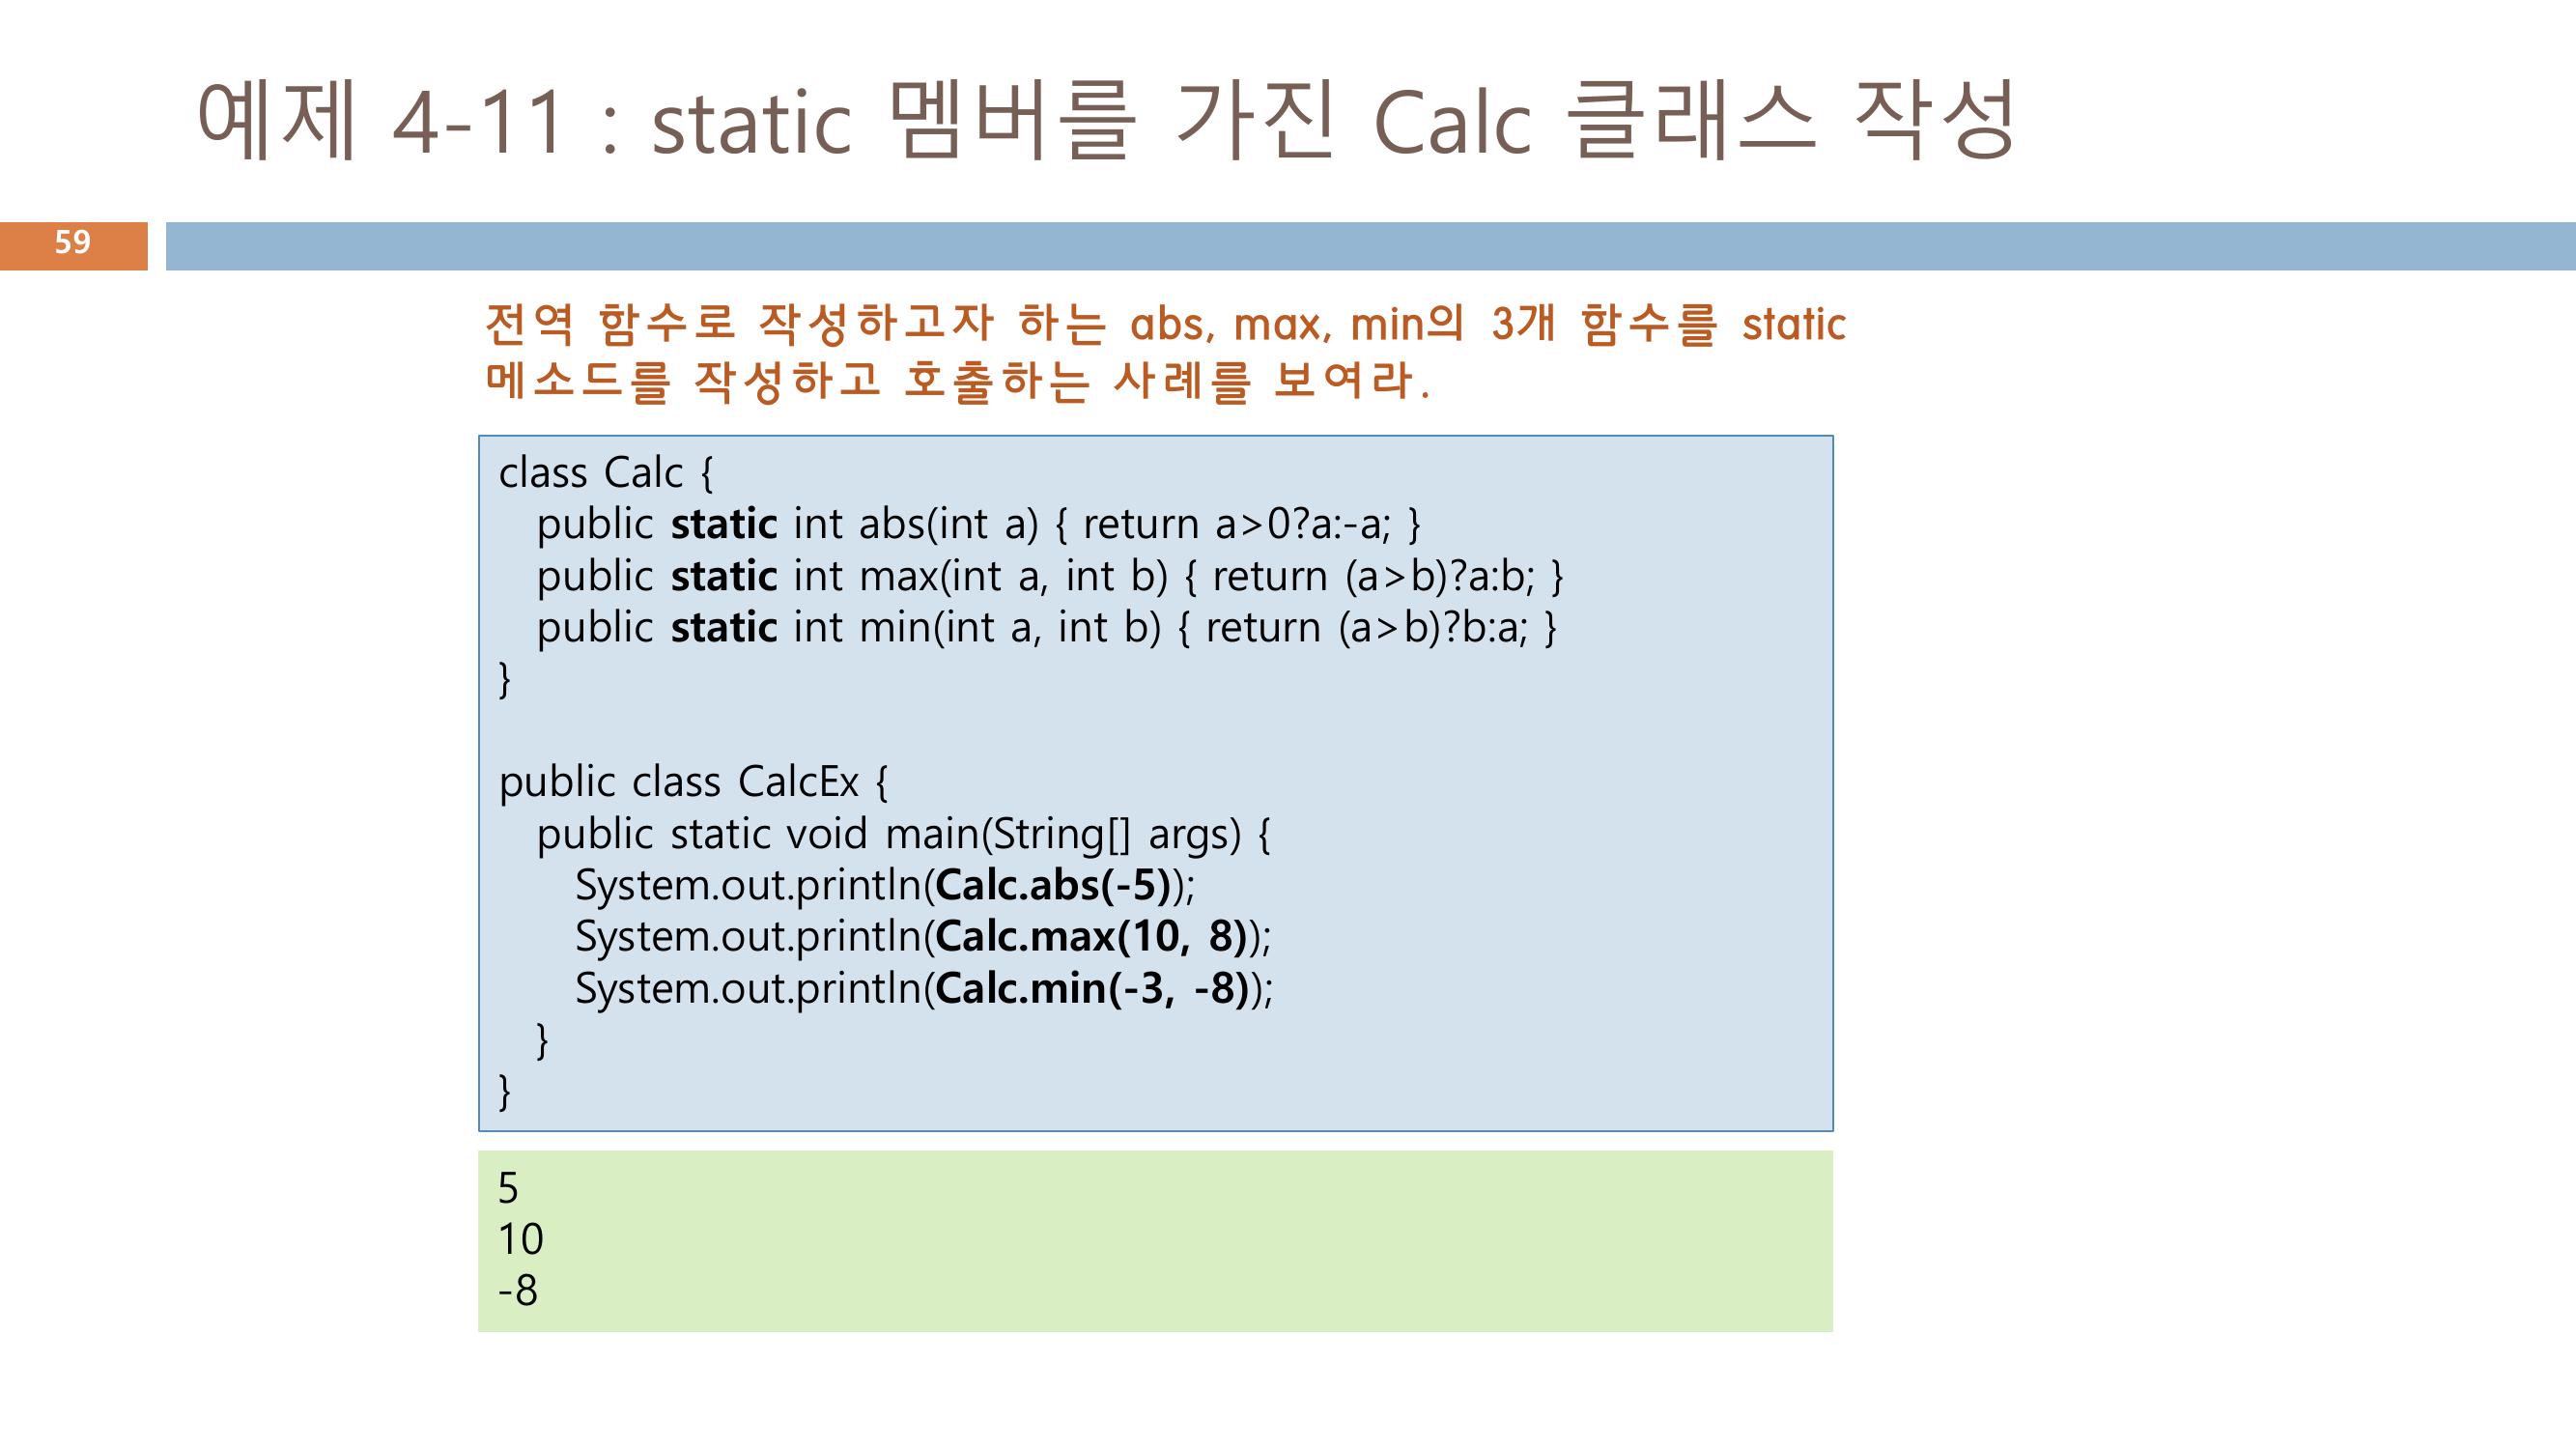 예제 4-11 : static 멤버를 가진 Calc 클래스 작성
59
전역 함수로 작성하고자 하는 abs, max, min의 3개 함수를 static
메소드를 작성하고 호출하는 사례를 보여라.
class Calc {
public static int abs(int a) { return a>0?a:-a; }
public static int max(int a, int b) { return (a>b)?a:b; }
public static int min(int a, int b) { return (a>b)?b:a; }
}
public class CalcEx {
public static void main(String[] args) {
System.out.println(Calc.abs(-5));
System.out.println(Calc.max(10, 8));
System.out.println(Calc.min(-3, -8));
}
}
5
10
-8